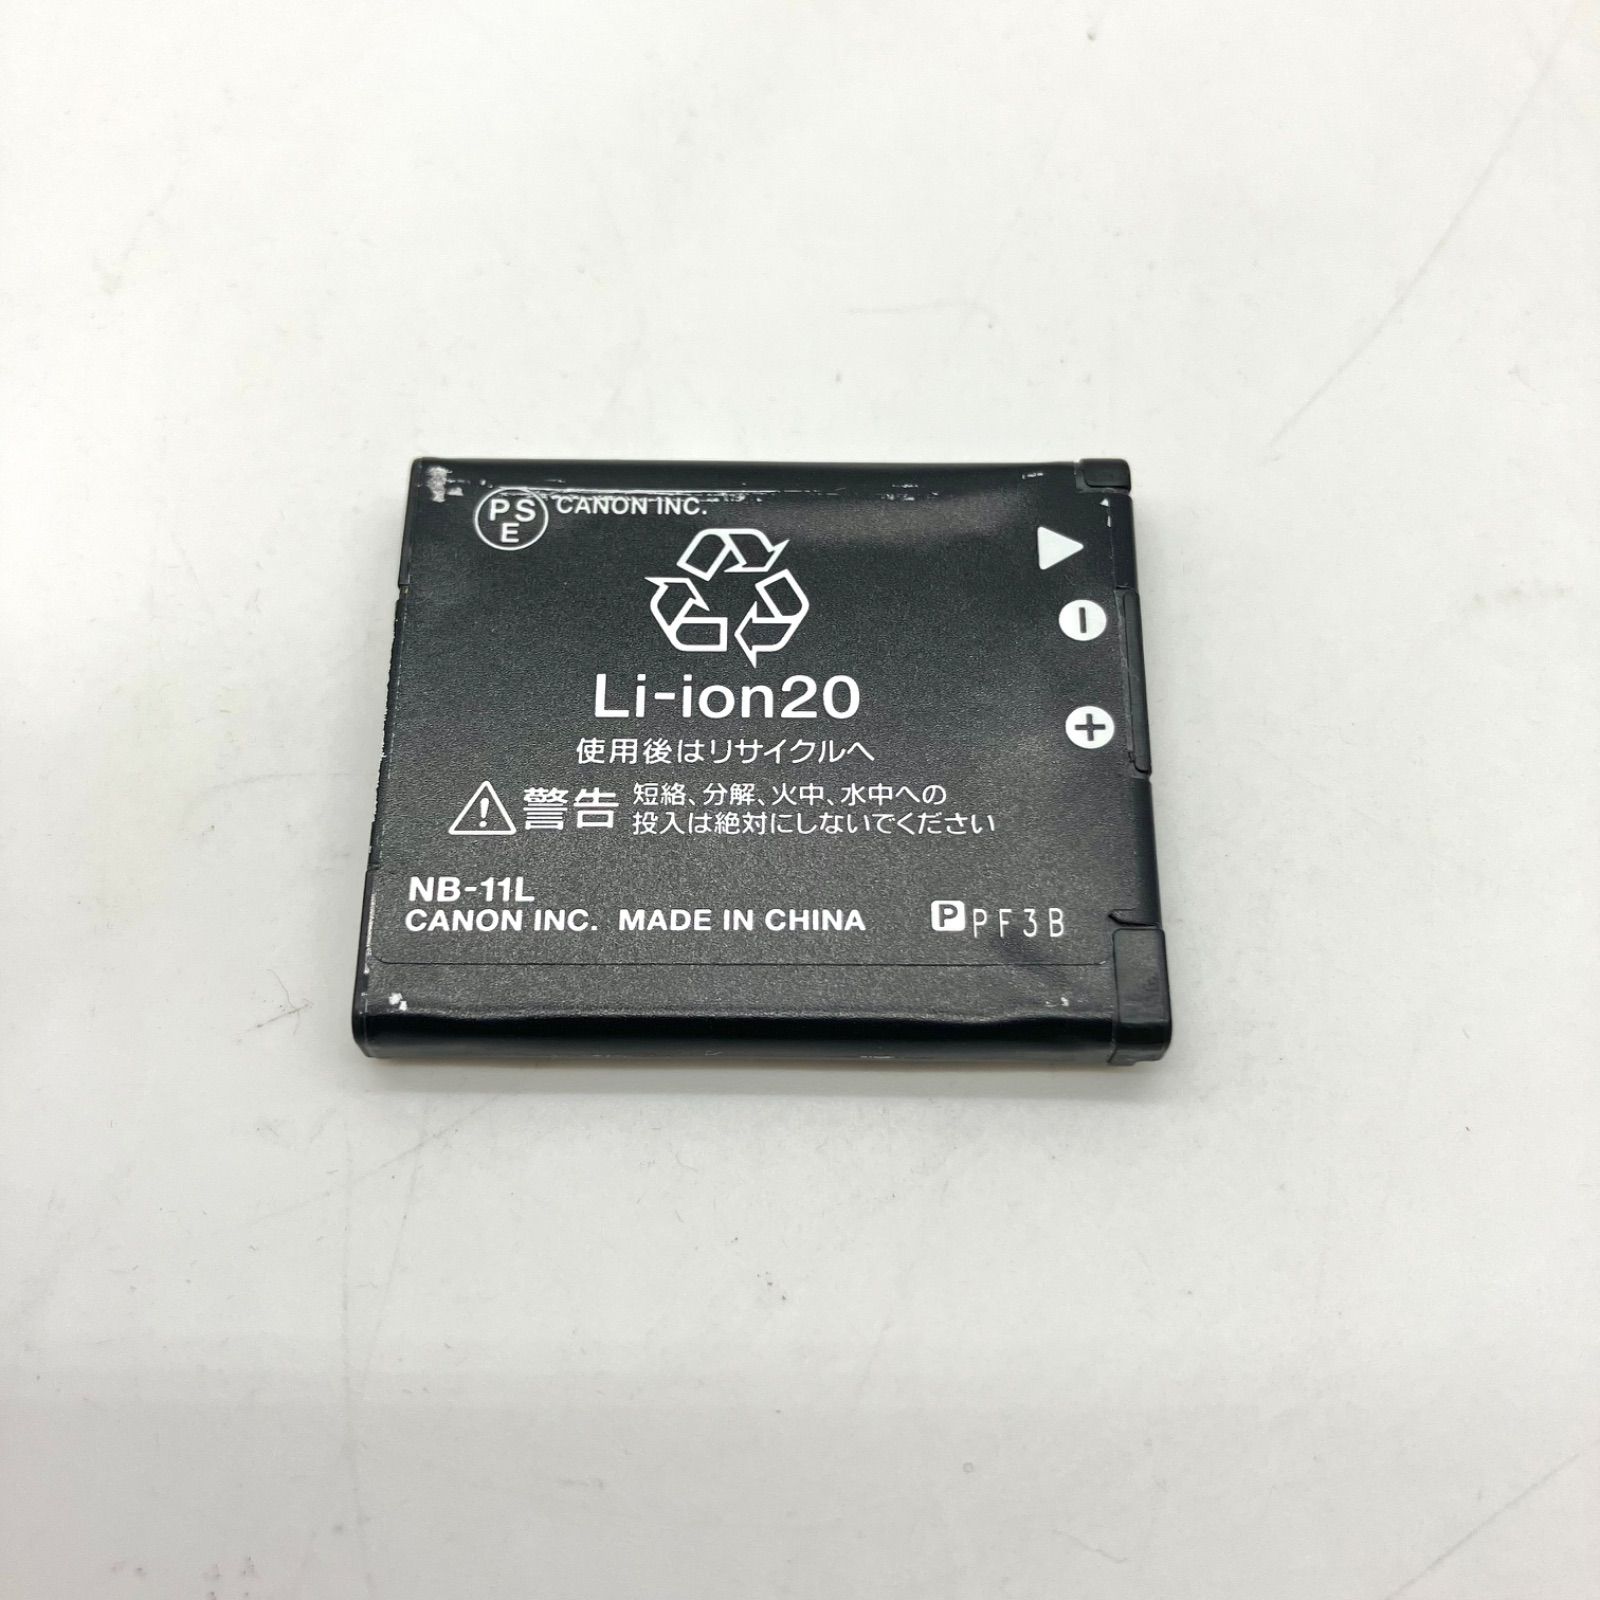 PSE CANON INC.
Li-ion20
使用後はリサイクルへ
警告 短絡、分解、火中、水中への
投入は絶対にしないでください
NB-11L
CANON INC. MADE IN CHINA P PF3B